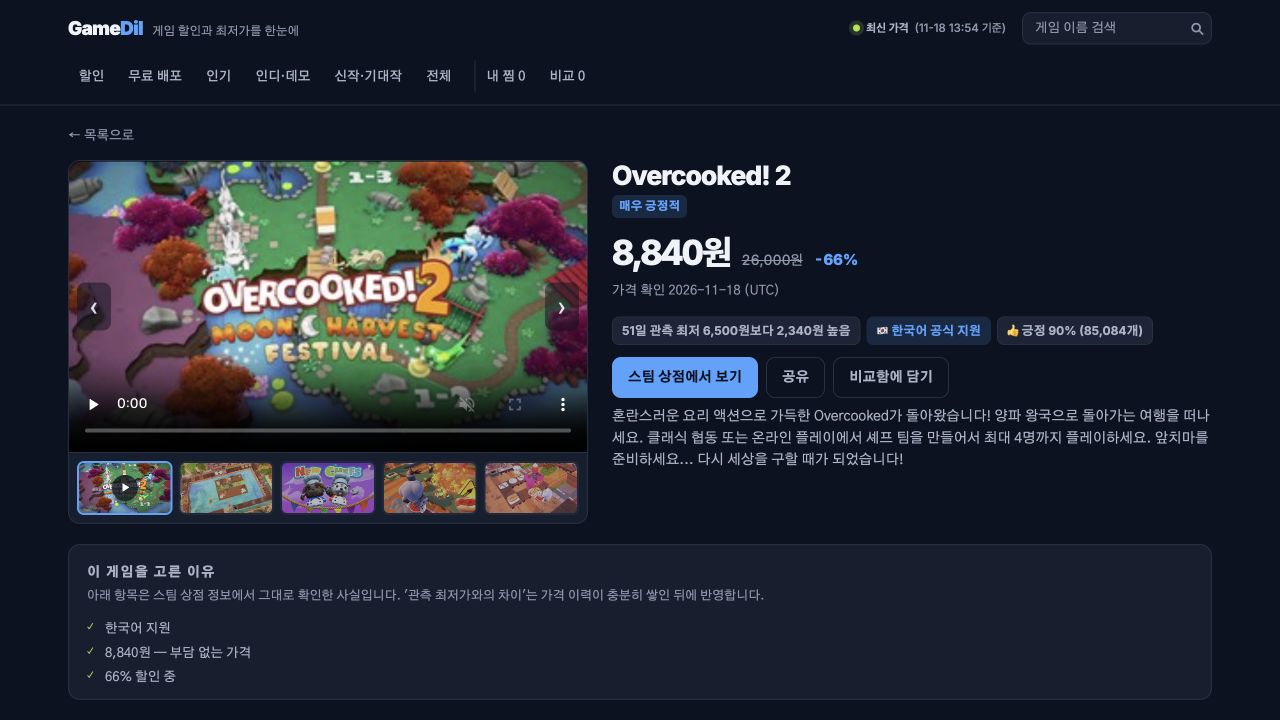 GameDil 게임 할인과 최저가를 한눈에
최신 가격 (11-18 13:54 기준)
게임 이름 검색
할인 무료 배포 인기 인디·데모 신작·기대작 전체 내 찜 0 비교 0
← 목록으로
1-3
OVERCOOKED! 2
MOON HARVEST
FESTIVAL
0:00
NEW CHEFS
Overcooked! 2
매우 긍정적
8,840원 26,000원 -66%
가격 확인 2026-11-18 (UTC)
51일 관측 최저 6,500원보다 2,340원 높음
🇰🇷 한국어 공식 지원
👍 긍정 90% (85,084개)
스팀 상점에서 보기 공유 비교함에 담기
혼란스러운 요리 액션으로 가득한 Overcooked가 돌아왔습니다! 양파 왕국으로 돌아가는 여행을 떠나
세요. 클래식 협동 또는 온라인 플레이에서 셰프 팀을 만들어서 최대 4명까지 플레이하세요. 앞치마를
준비하세요... 다시 세상을 구할 때가 되었습니다!
이 게임을 고른 이유
아래 항목은 스팀 상점 정보에서 그대로 확인한 사실입니다. '관측 최저가와의 차이'는 가격 이력이 충분히 쌓인 뒤에 반영합니다.
✓ 한국어 지원
✓ 8,840원 — 부담 없는 가격
✓ 66% 할인 중